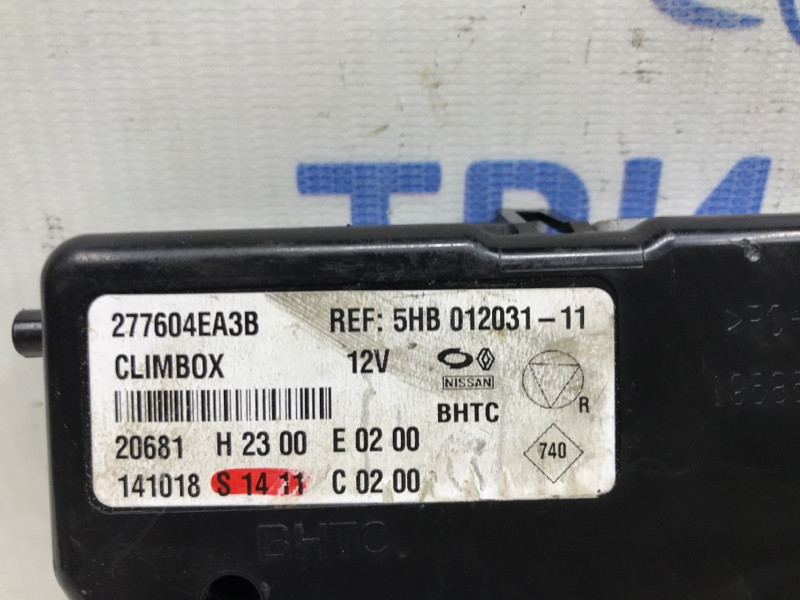 ТРИ
277604EA3B REF: 5HB 012031-11
CLIMBOX 12V
NISSAN
BHTC R
20681 H 23 00 E 02 00
740
141018 S 14 11 C 02 00
BHTC